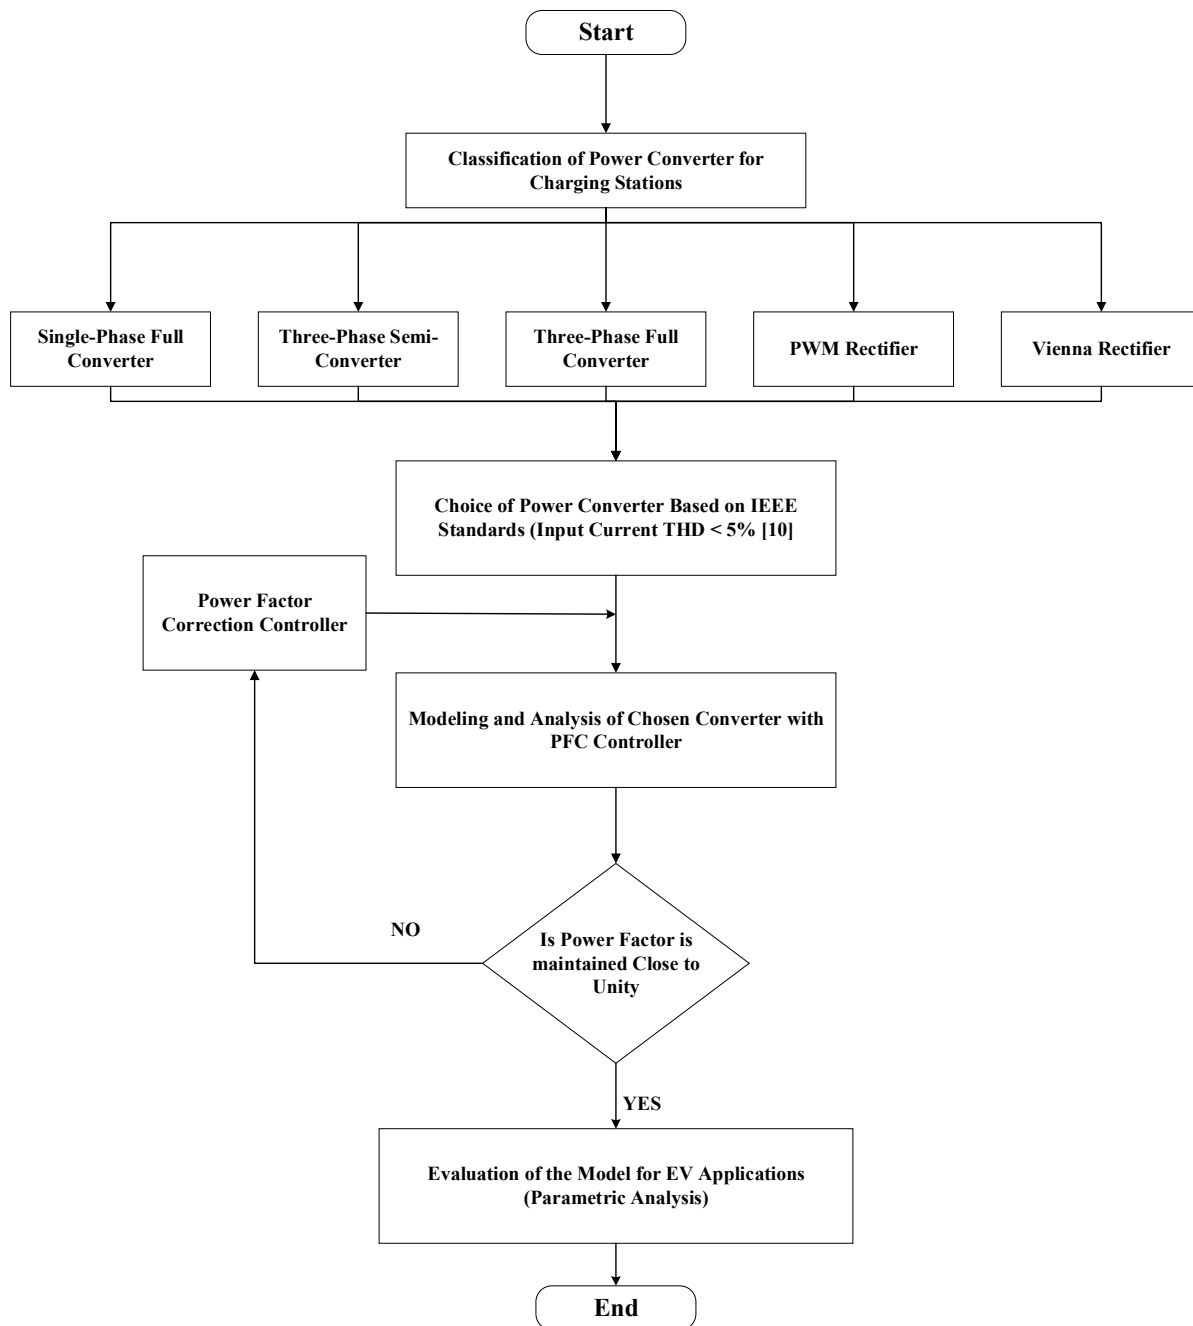 Start
Classification of Power Converter for
Charging Stations
Single-Phase Full
Converter
Three-Phase Semi-
Converter
Three-Phase Full
Converter
PWM Rectifier
Vienna Rectifier
Choice of Power Converter Based on IEEE
Standards (Input Current THD < 5% [10]
Power Factor
Correction Controller
Modeling and Analysis of Chosen Converter with
PFC Controller
NO
Is Power Factor is
maintained Close to
Unity
YES
Evaluation of the Model for EV Applications
(Parametric Analysis)
End